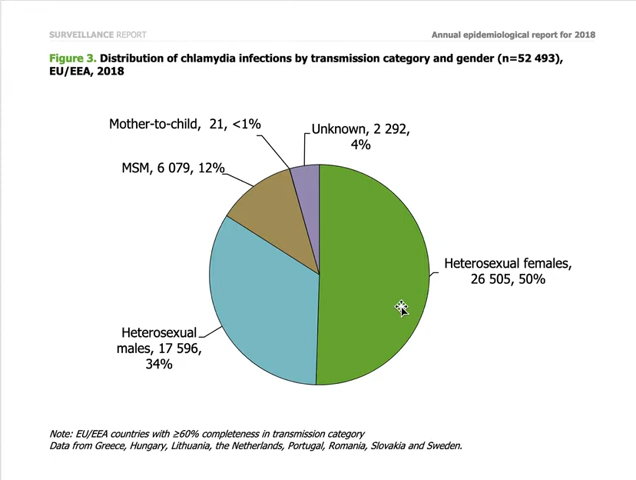 SURVEILLANCE REPORT
Annual epidemiological report for 2018
Figure 3. Distribution of chlamydia infections by transmission category and gender (n=52 493),
EU/EEA, 2018
Mother-to-child, 21, <1%
Unknown, 2 292,
4%
MSM, 6 079, 12%
Heterosexual females,
26 505, 50%
Heterosexual
males, 17 596,
34%
Note: EU/EEA countries with ≥60% completeness in transmission category
Data from Greece, Hungary, Lithuania, the Netherlands, Portugal, Romania, Slovakia and Sweden.